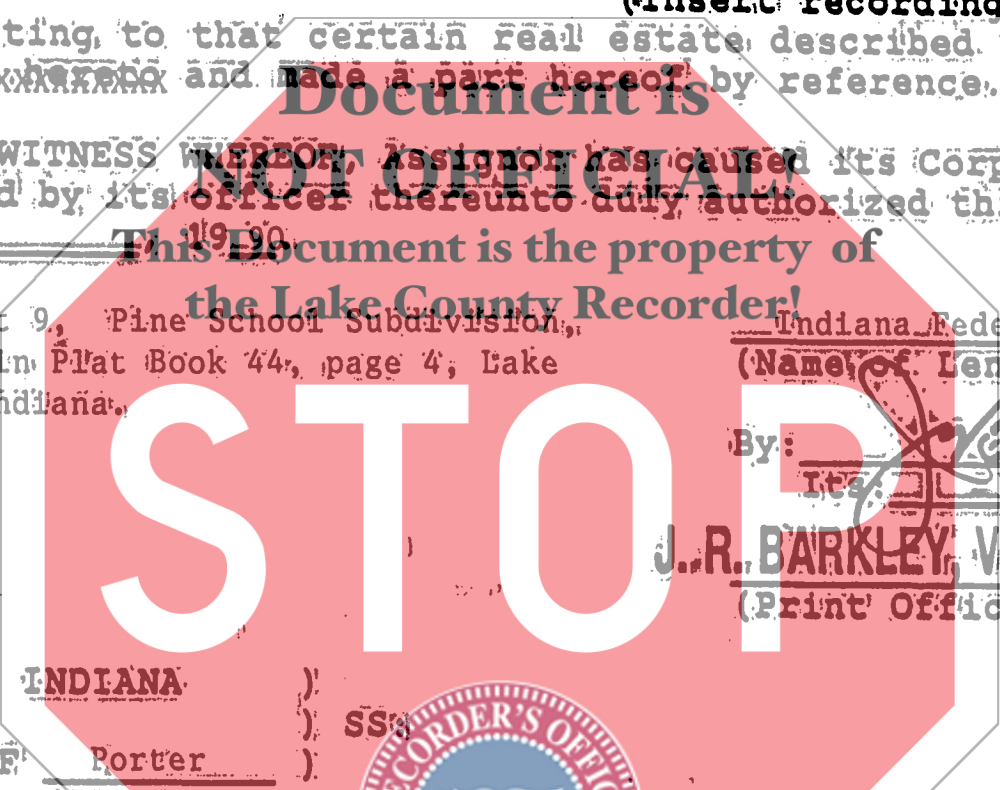 (Insert recording
ting to that certain real estate described
hereto and made a part hereof by reference.
Document is
WITNESS WHEREOF, Assignor has caused its Corp
NOT OFFICIAL!
d by its officer thereunto duly authorized th
, 1990.
This Document is the property of
the Lake County Recorder!
t 9, Pine School Subdivision,
Indiana Fede
in Plat Book 44, page 4, Lake
(Name of Len
ndiana.
STOP
By:
Its:
J. R. BARKLEY, V
(Print Offic
INDIANA )
) SS:
F Porter )
RECORDER'S OFFIC